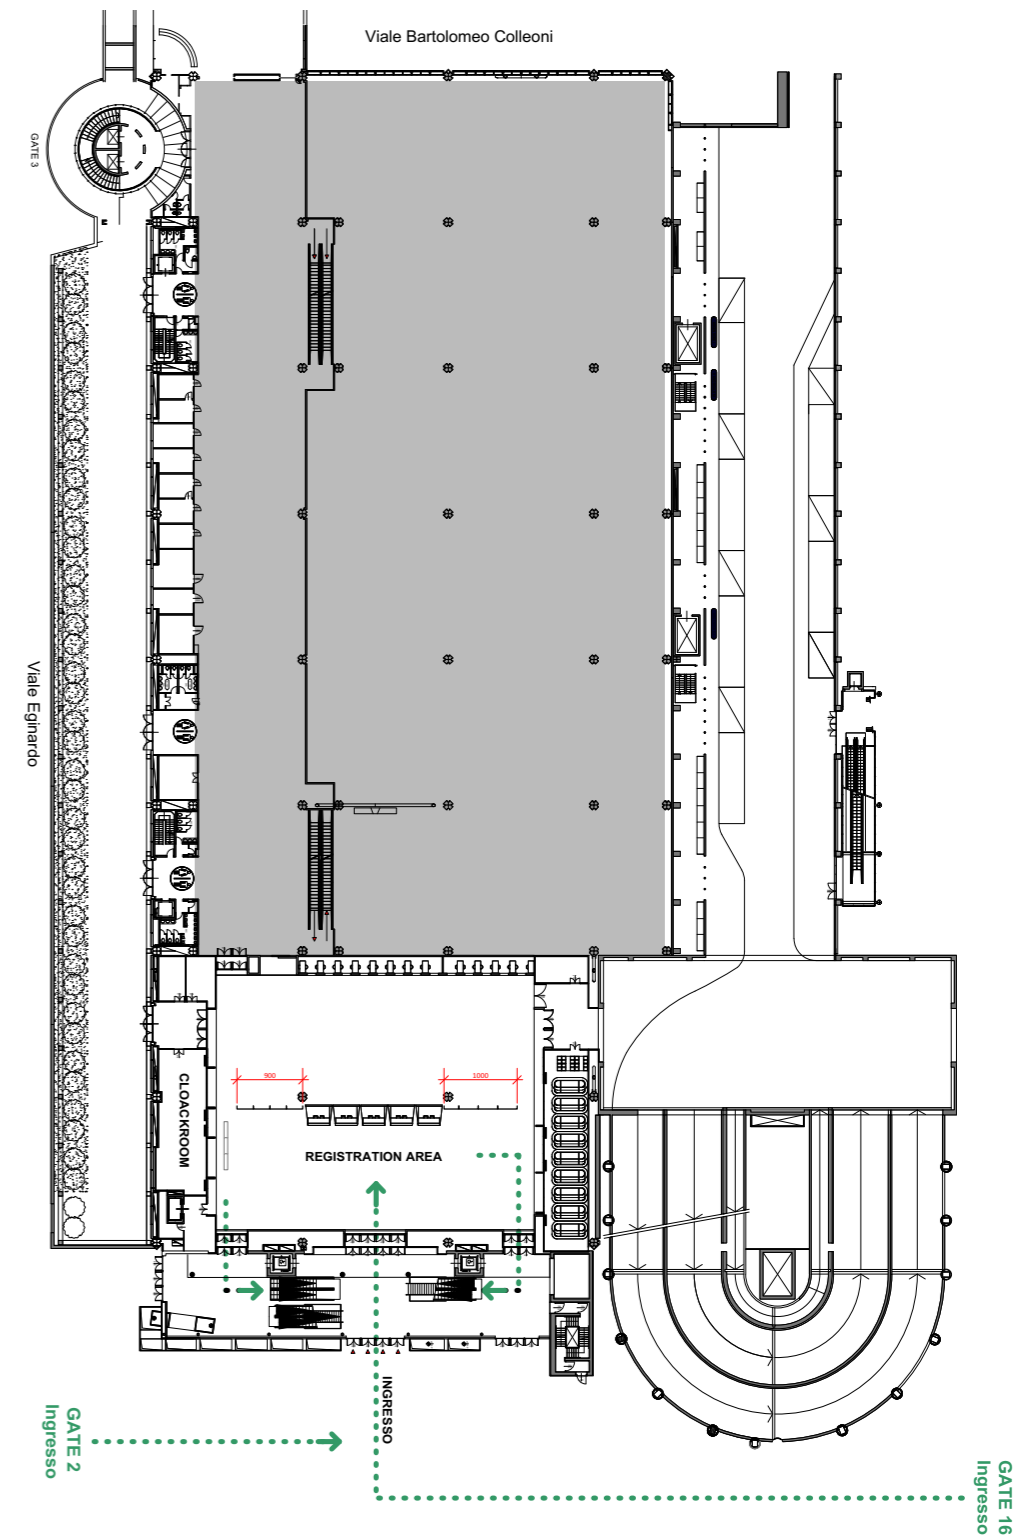 Viale Bartolomeo Colleoni
GATE 3
Viale Eginardo
900
1000
CLOACKROOM
REGISTRATION AREA
INGRESSO
GATE 2
Ingresso
GATE 16
Ingresso